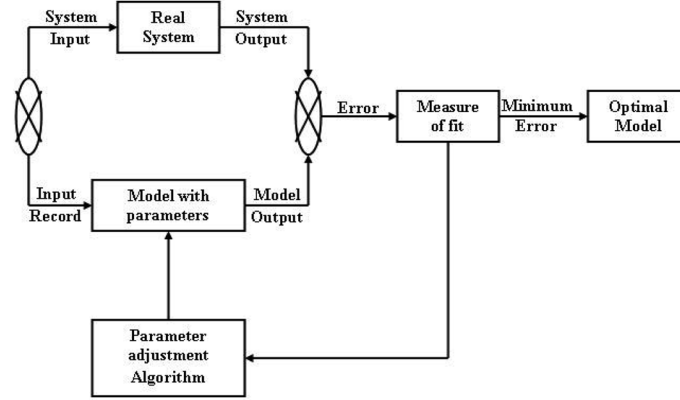 System
Input
Real
System
System
Output
Error
Measure
of fit
Minimum
Error
Optimal
Model
Input
Record
Model with
parameters
Model
Output
Parameter
adjustment
Algorithm